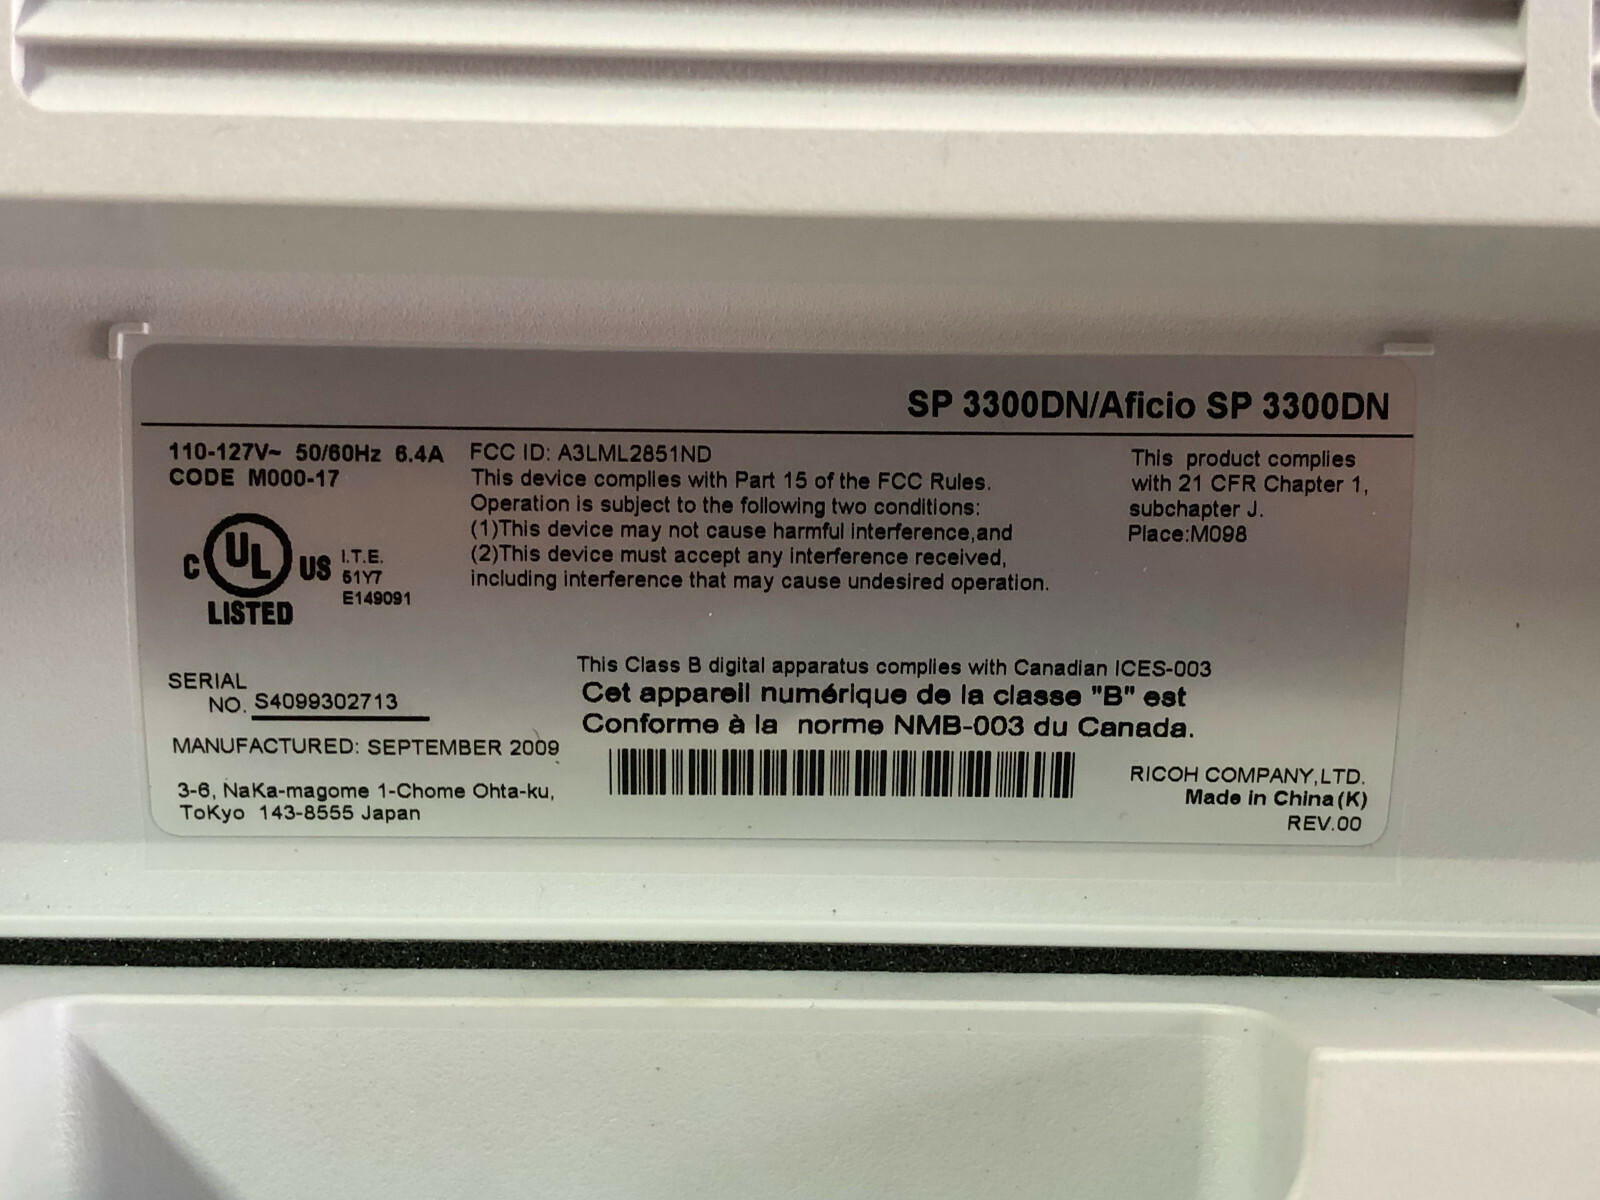 SP 3300DN/Aficio SP 3300DN
110-127V~ 50/60Hz 6.4A
CODE M000-17
C UL US
LISTED
I.T.E.
51Y7
E149091
FCC ID: A3LML2851ND
This device complies with Part 15 of the FCC Rules.
Operation is subject to the following two conditions:
(1)This device may not cause harmful interference,and
(2)This device must accept any interference received,
including interference that may cause undesired operation.
This product complies
with 21 CFR Chapter 1,
subchapter J.
Place:M098
SERIAL
NO. S4099302713
MANUFACTURED: SEPTEMBER 2009
3-6, NaKa-magome 1-Chome Ohta-ku,
ToKyo 143-8555 Japan
This Class B digital apparatus complies with Canadian ICES-003
Cet appareil numérique de la classe "B" est
Conforme à la norme NMB-003 du Canada.
RICOH COMPANY,LTD.
Made in China(K)
REV.00